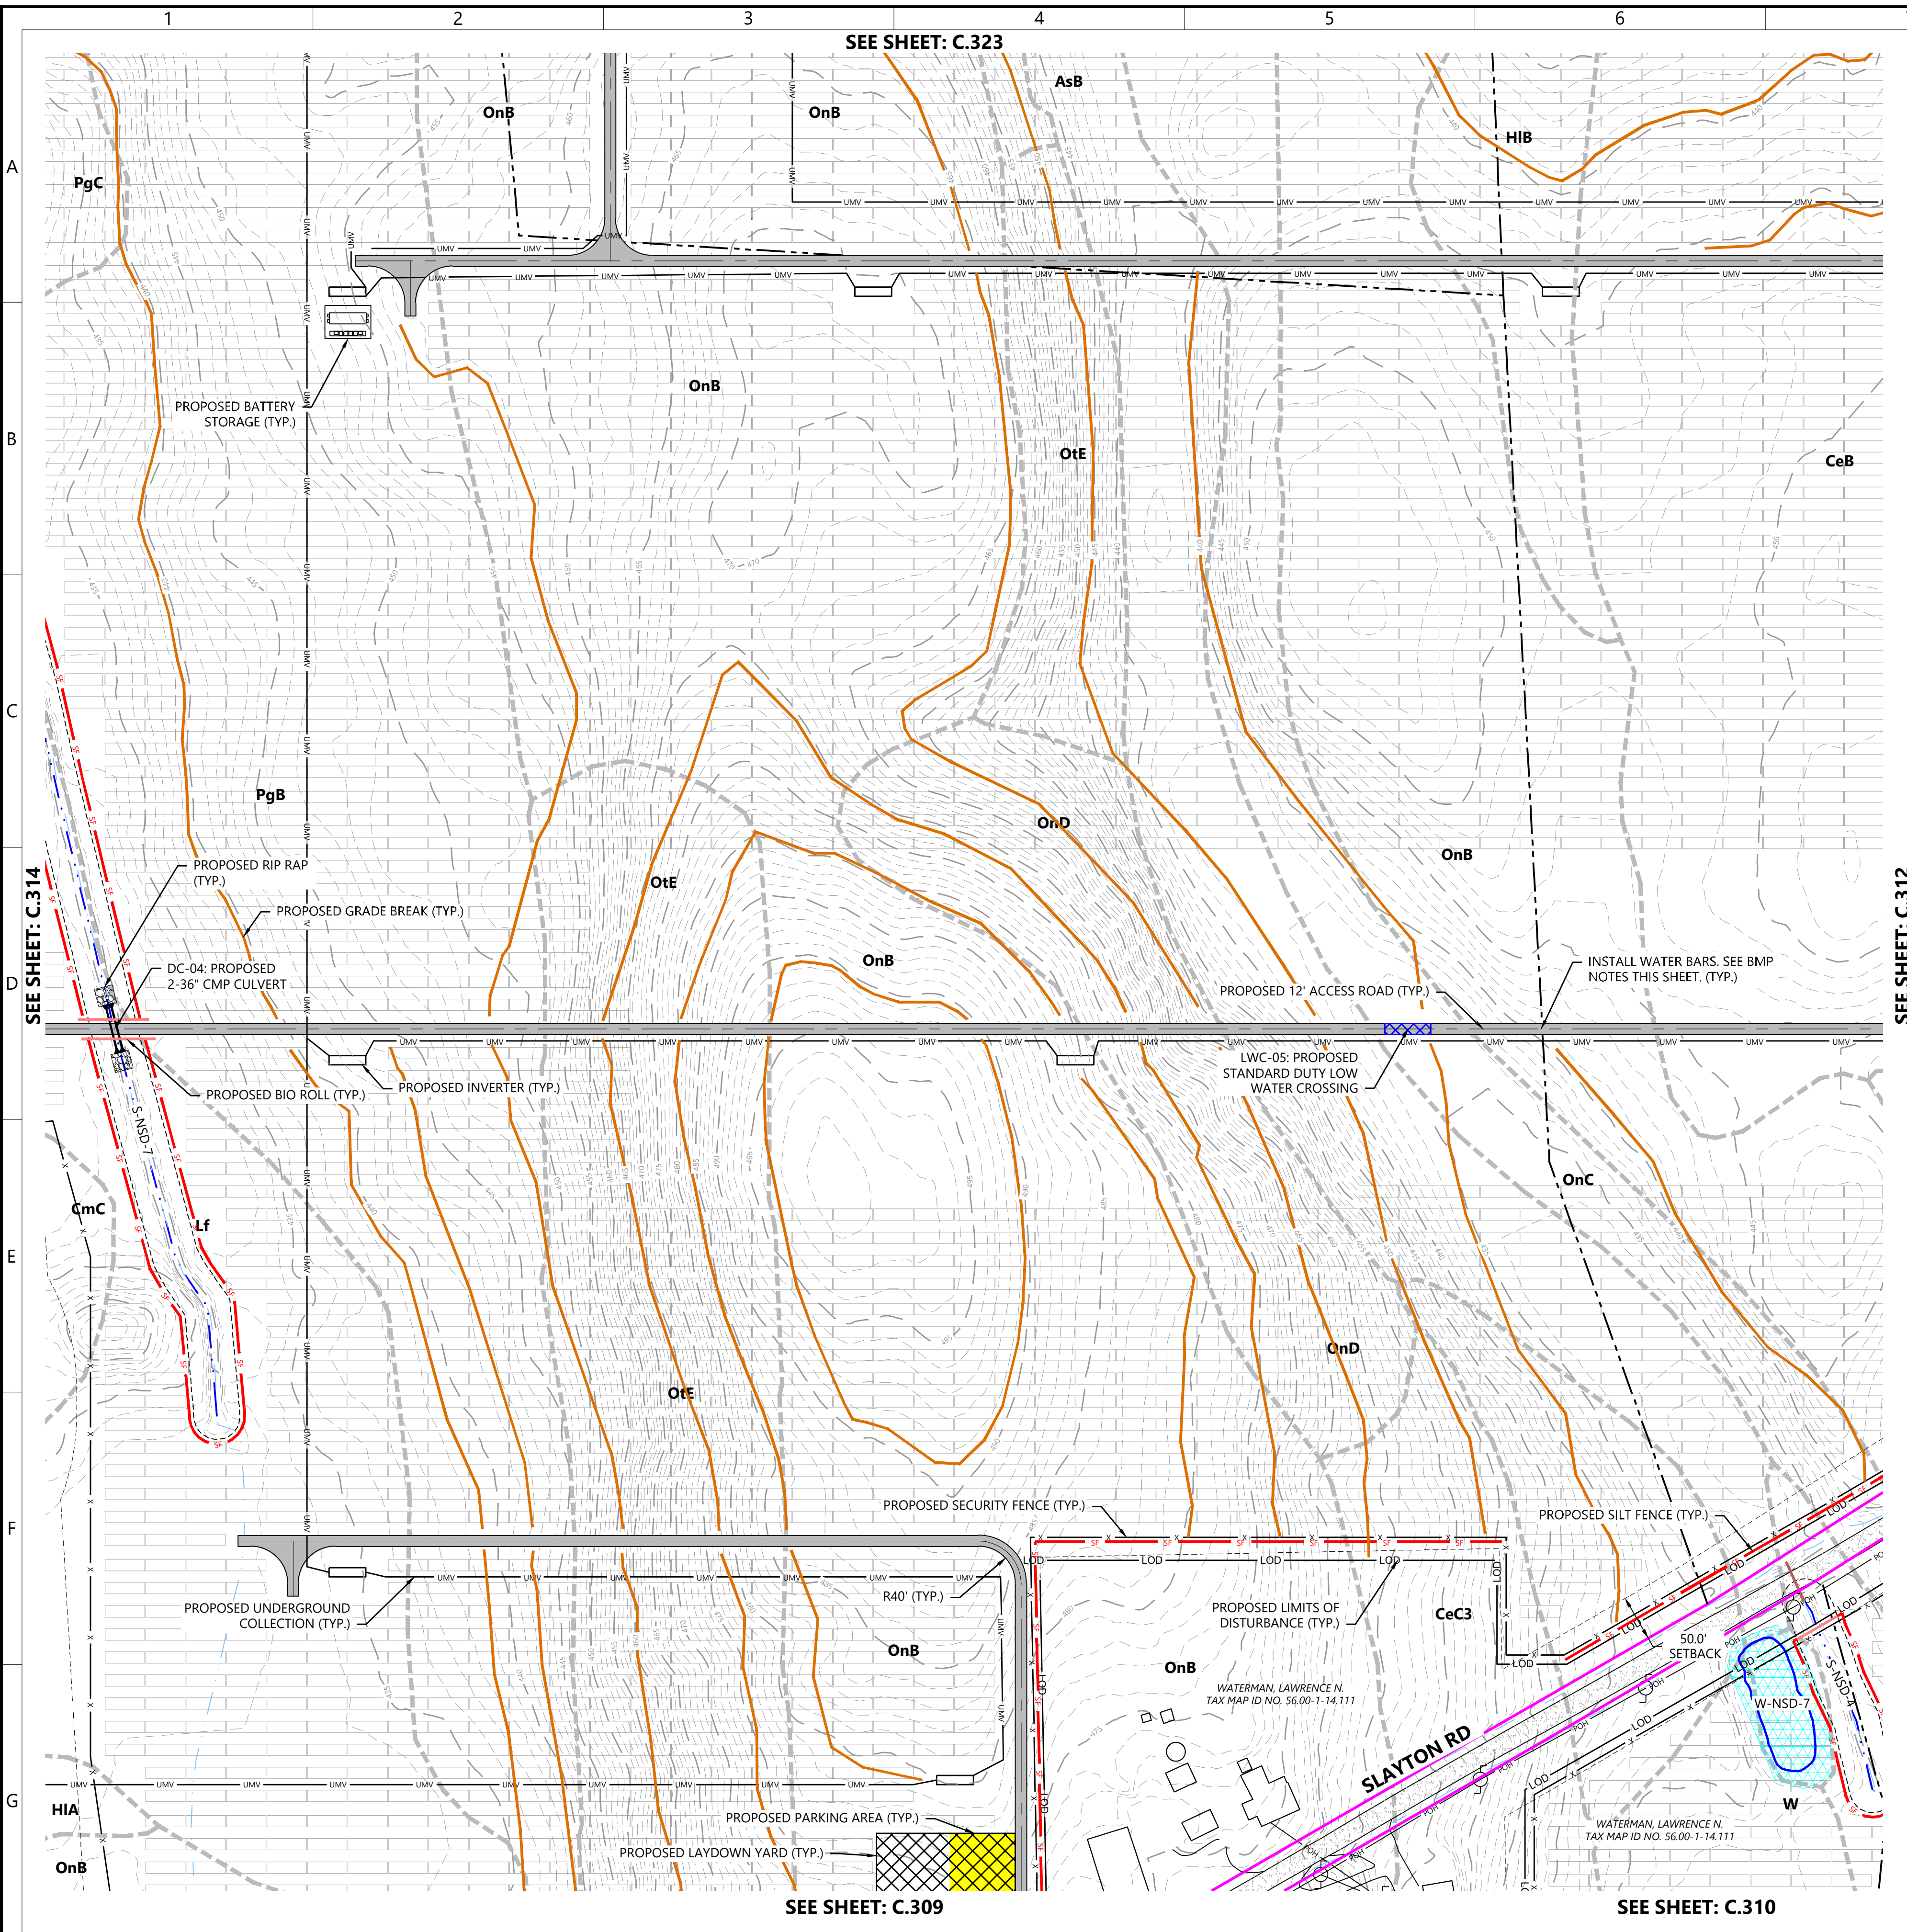 1 2 3 4 5 6
SEE SHEET: C.323
A
B
C
D
E
F
G
PgC
OnB
OnB
AsB
HlB
PROPOSED BATTERY
STORAGE (TYP.)
OnB
OtE
CeB
PgB
OnD
OnB
OtE
OnB
SEE SHEET: C.314
SEE SHEET: C.312
PROPOSED RIP RAP
(TYP.)
PROPOSED GRADE BREAK (TYP.)
DC-04: PROPOSED
2-36" CMP CULVERT
INSTALL WATER BARS. SEE BMP
NOTES THIS SHEET. (TYP.)
PROPOSED 12' ACCESS ROAD (TYP.)
LWC-05: PROPOSED
STANDARD DUTY LOW
WATER CROSSING
PROPOSED INVERTER (TYP.)
PROPOSED BIO ROLL (TYP.)
S-NSD-7
CmC
Lf
OnC
OnD
OtE
PROPOSED SECURITY FENCE (TYP.)
PROPOSED SILT FENCE (TYP.)
R40' (TYP.)
PROPOSED UNDERGROUND
COLLECTION (TYP.)
PROPOSED LIMITS OF
DISTURBANCE (TYP.)
CeC3
50.0'
SETBACK
OnB
OnB
WATERMAN, LAWRENCE N.
TAX MAP ID NO. 56.00-1-14.111
SLAYTON RD
W-NSD-7
S-NSD-4
W
WATERMAN, LAWRENCE N.
TAX MAP ID NO. 56.00-1-14.111
HlA
OnB
PROPOSED PARKING AREA (TYP.)
PROPOSED LAYDOWN YARD (TYP.)
SEE SHEET: C.309
SEE SHEET: C.310